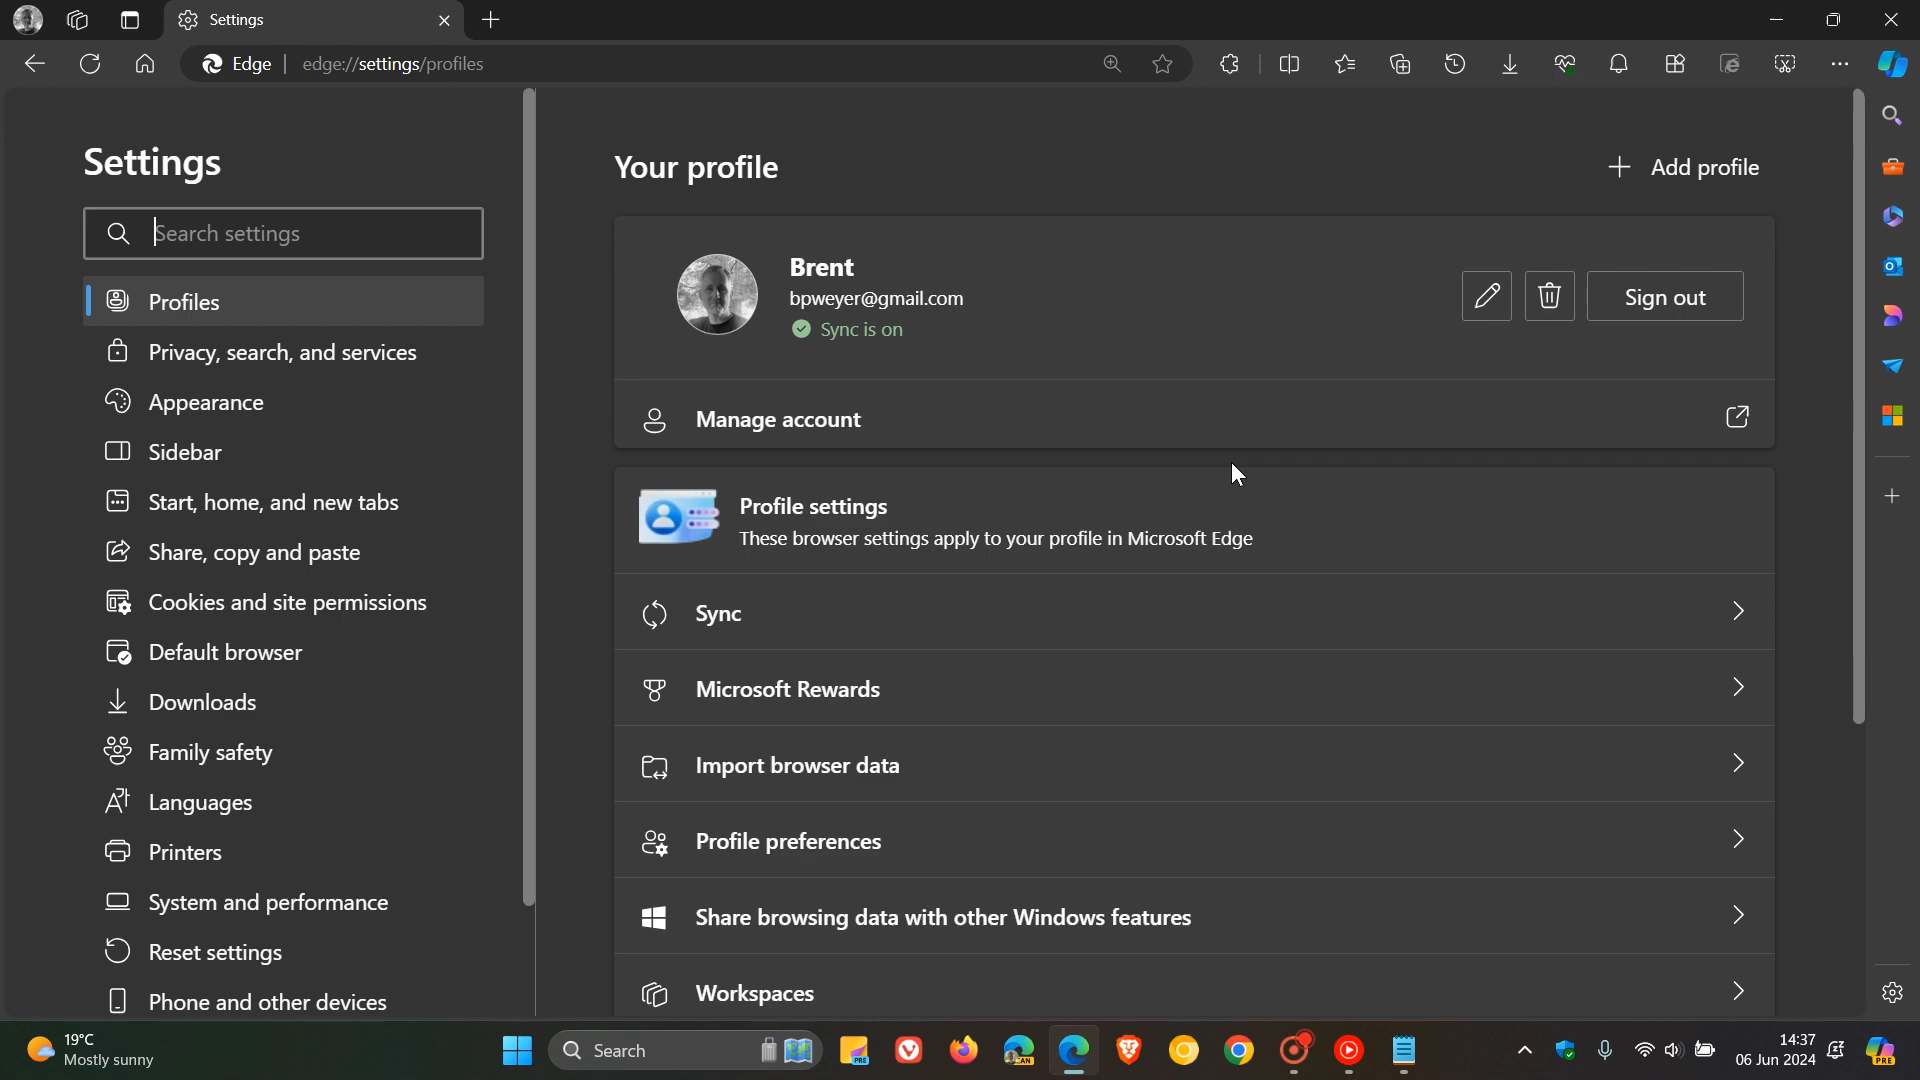 Settings
Edge
edge://settings/profiles
Settings
Search settings
Profiles
Privacy, search, and services
Appearance
Sidebar
Start, home, and new tabs
Share, copy and paste
Cookies and site permissions
Default browser
Downloads
Family safety
Languages
Printers
System and performance
Reset settings
Phone and other devices
Your profile
Add profile
Brent
bpweyer@gmail.com
Sync is on
Sign out
Manage account
Profile settings
These browser settings apply to your profile in Microsoft Edge
Sync
Microsoft Rewards
Import browser data
Profile preferences
Share browsing data with other Windows features
Workspaces
19°C
Mostly sunny
Search
PRE
CAN
14:37
06 Jun 2024
PRE